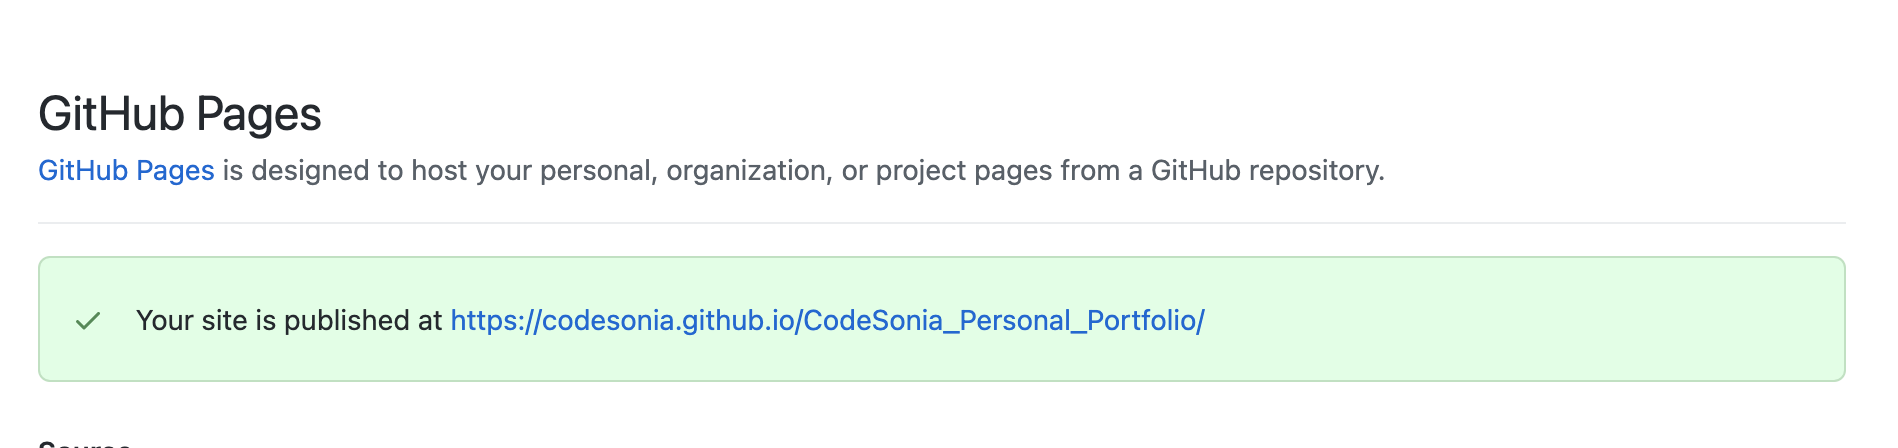 GitHub Pages
GitHub Pages is designed to host your personal, organization, or project pages from a GitHub repository.
Your site is published at https://codesonia.github.io/CodeSonia_Personal_Portfolio/
Source